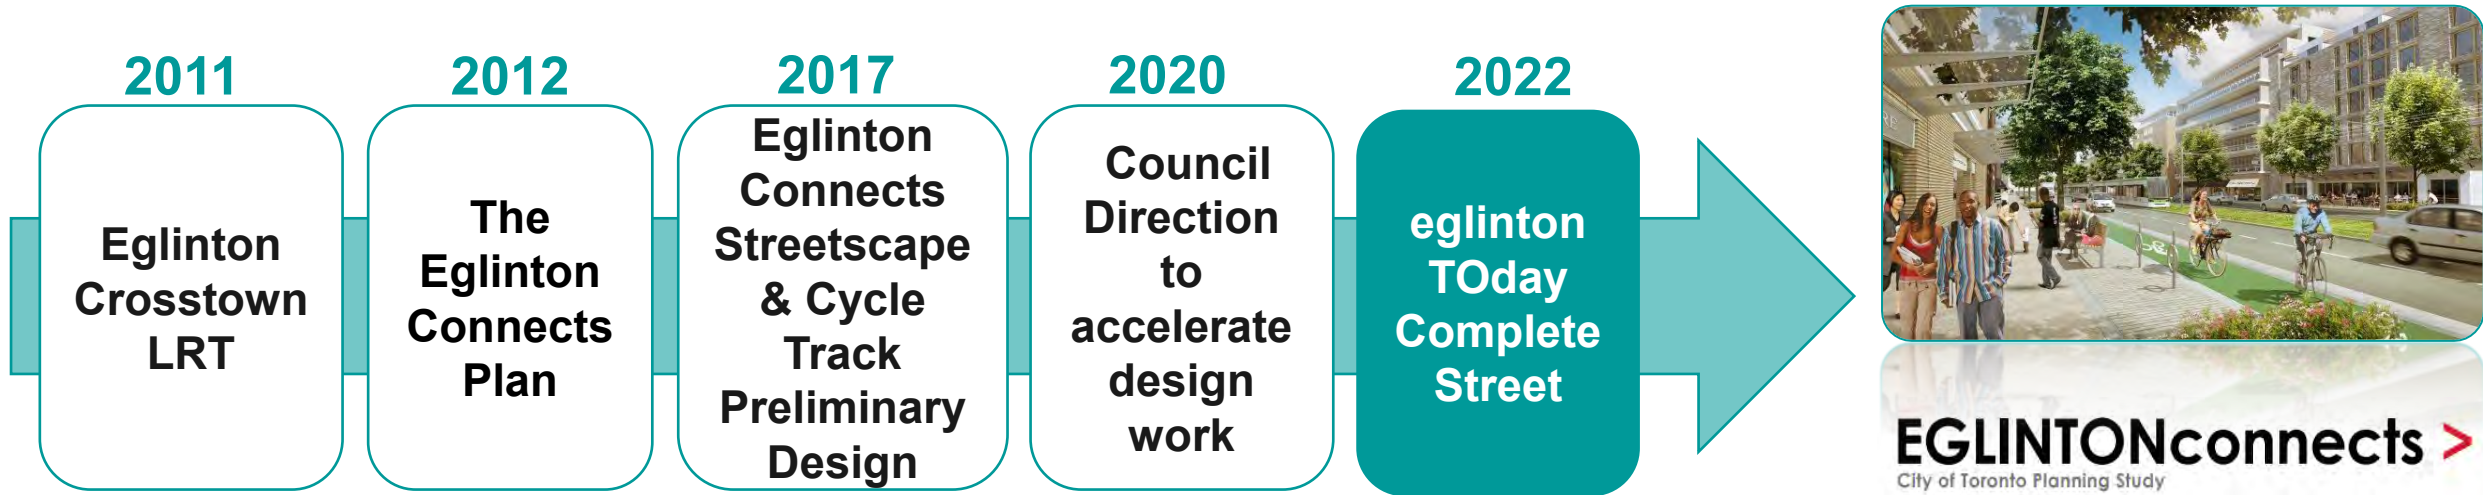 2011
Eglinton
Crosstown
LRT
2012
The
Eglinton
Connects
Plan
2017
Eglinton
Connects
Streetscape
& Cycle
Track
Preliminary
Design
2020
Council
Direction
to
accelerate
design
work
2022
eglinton
TOday
Complete
Street
EGLINTONconnects >
City of Toronto Planning Study